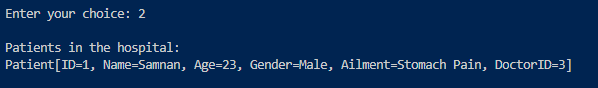 Enter your choice: 2
Patients in the hospital:
Patient[ID=1, Name=Samnan, Age=23, Gender=Male, Ailment=Stomach Pain, DoctorID=3]